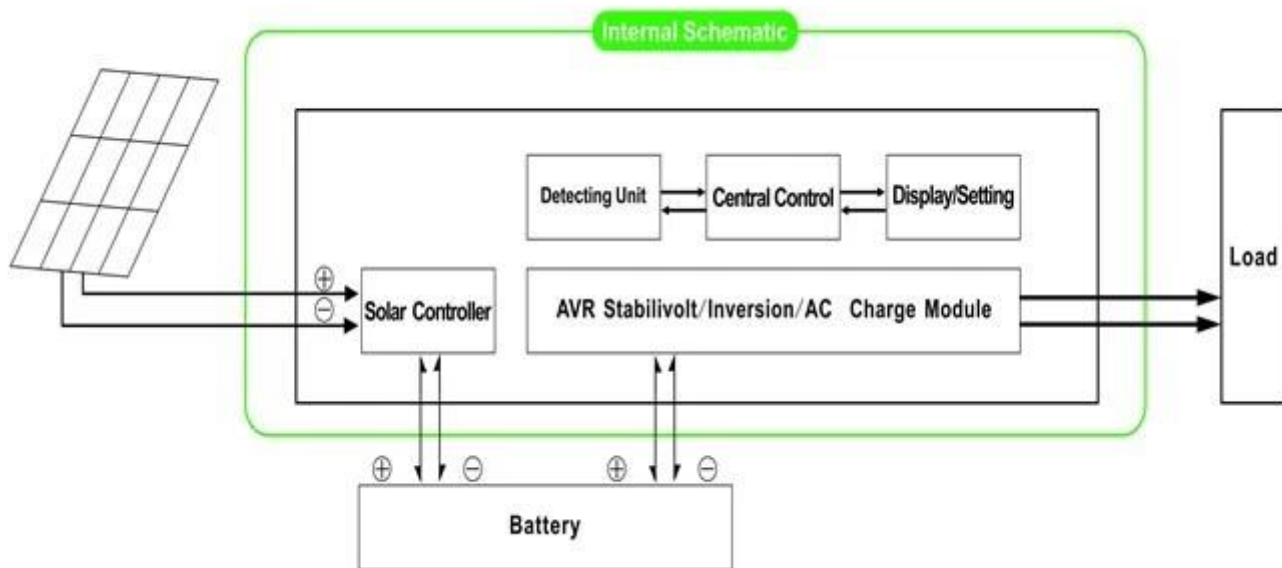 Internal Schematic
Detecting Unit
Central Control
Display/Setting
Load
⊕
⊖
Solar Controller
AVR Stabilivolt/Inversion/AC Charge Module
⊕ ⊖ ⊕ ⊖
Battery